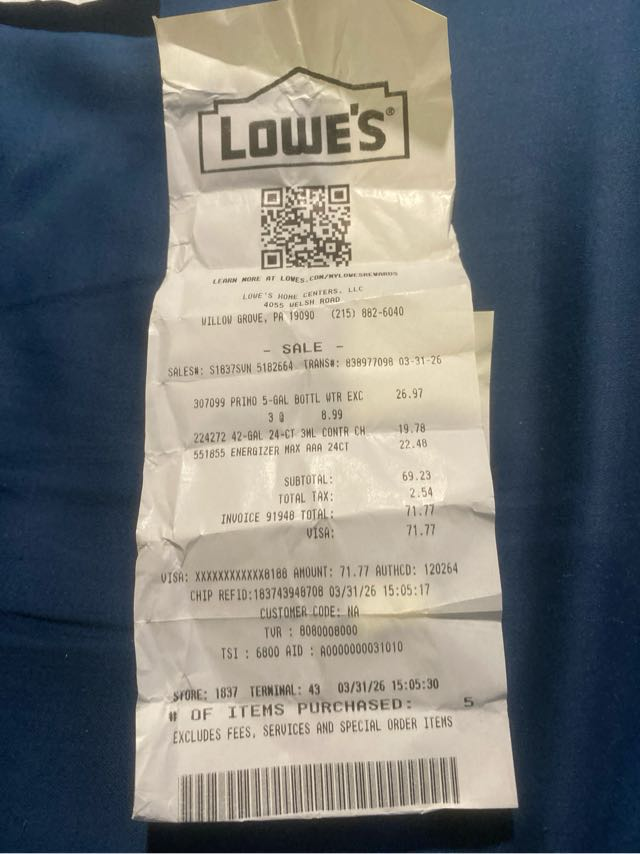 LOWE'S®
LEARN MORE AT LOWES.COM/MYLOWESREWARDS
LOWE'S HOME CENTERS, LLC
4055 WELSH ROAD
WILLOW GROVE, PA 19090 (215) 882-6040
- SALE -
SALES#: S1837SVN 5182664 TRANS#: 838977098 03-31-26
307099 PRIMO 5-GAL BOTTL WTR EXC 26.97
3 @ 8.99
224272 42-GAL 24-CT 3ML CONTR CH 19.78
551855 ENERGIZER MAX AAA 24CT 22.48
SUBTOTAL: 69.23
TOTAL TAX: 2.54
INVOICE 91948 TOTAL: 71.77
VISA: 71.77
VISA: XXXXXXXXXXXX8188 AMOUNT: 71.77 AUTHCD: 120264
CHIP REFID:183743948708 03/31/26 15:05:17
CUSTOMER CODE: NA
TVR : 8080008000
TSI : 6800 AID : A0000000031010
STORE: 1837 TERMINAL: 43 03/31/26 15:05:30
# OF ITEMS PURCHASED: 5
EXCLUDES FEES, SERVICES AND SPECIAL ORDER ITEMS